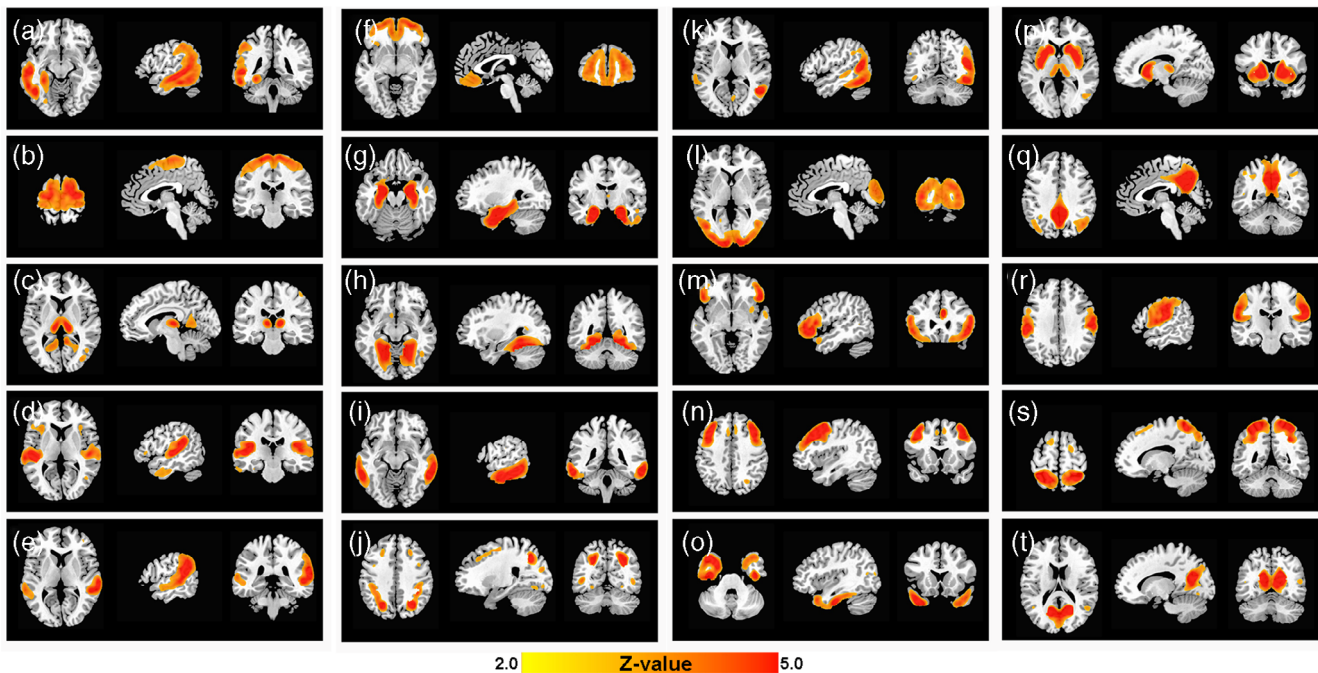 (a)
(f)
(k)
(p)
(b)
(g)
(l)
(q)
(c)
(h)
(m)
(r)
(d)
(i)
(n)
(s)
(e)
(j)
(o)
(t)
2.0 Z-value 5.0